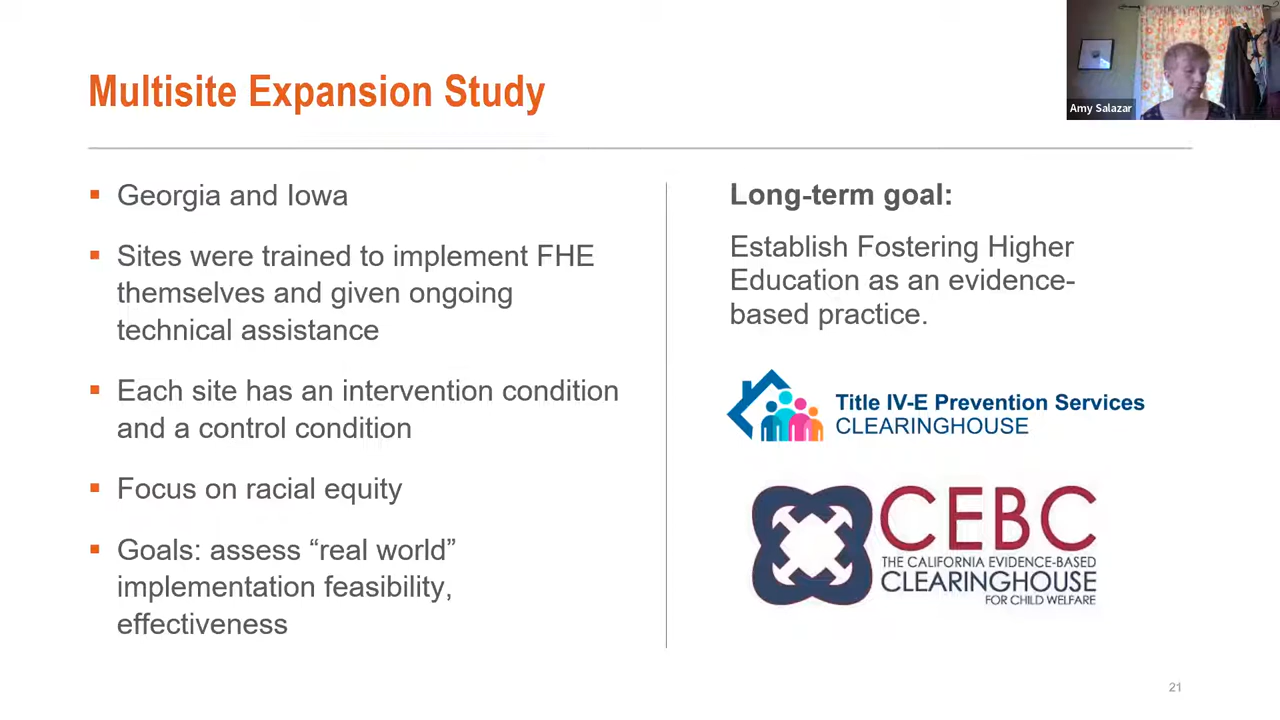 Multisite Expansion Study
Amy Salazar
▪ Georgia and Iowa
▪ Sites were trained to implement FHE
themselves and given ongoing
technical assistance
▪ Each site has an intervention condition
and a control condition
▪ Focus on racial equity
▪ Goals: assess “real world”
implementation feasibility,
effectiveness
Long-term goal:
Establish Fostering Higher
Education as an evidence-
based practice.
Title IV-E Prevention Services
CLEARINGHOUSE
CEBC
THE CALIFORNIA EVIDENCE-BASED
CLEARINGHOUSE
FOR CHILD WELFARE
21